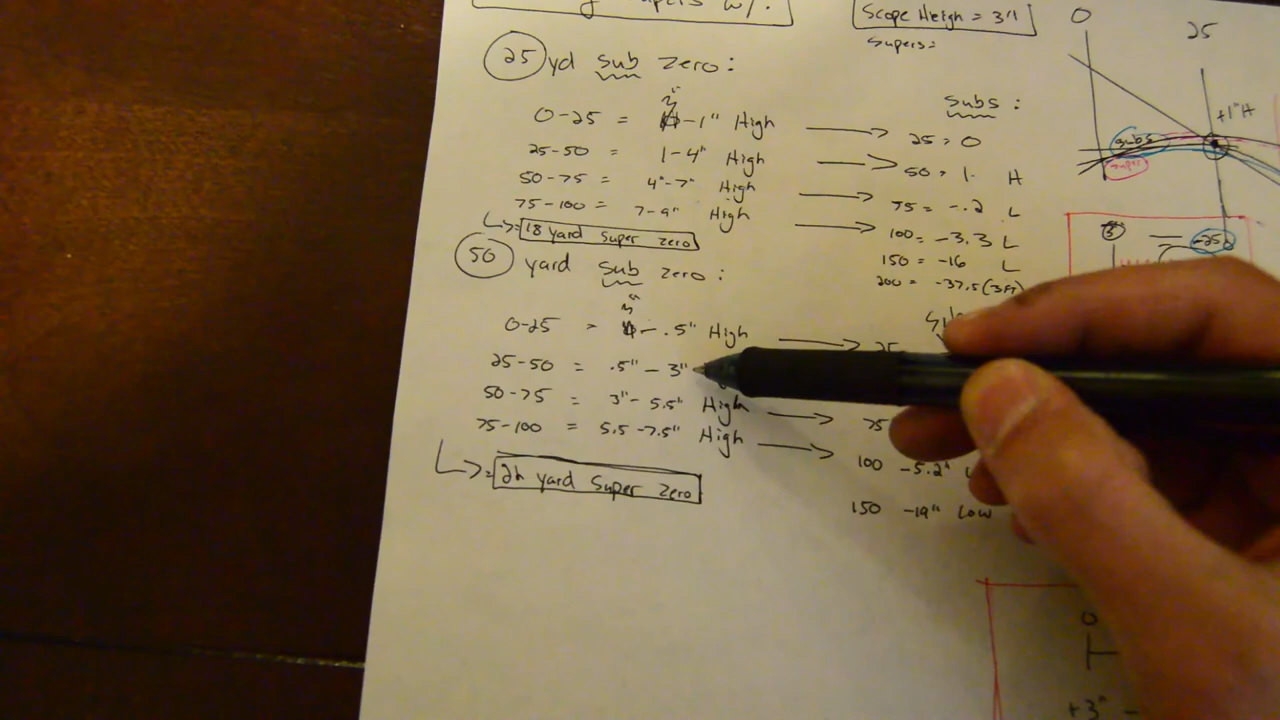 Scope Heigh = 3"
Supers:
0
25
25 yd Sub Zero:
Subs:
3"
0-25 = -1" High
25 = 0
+1" H
25-50 = 1-4" High
50 = 1. H
subs
50-75 = 4"-7" High
75 = -.2 L
75-100 = 7-9" High
100 = -3.3 L
= 18 yard Super Zero
150 = -16 L
200 = -37.5 (3FT)
50 yard Sub Zero:
3"
0-25 = - .5" High
25
25-50 = .5" - 3"
50-75 = 3"- 5.5" High
75
75-100 = 5.5 -7.5" High
100 -5.2"
= yard Super Zero
150 -19" Low
0
+3" -